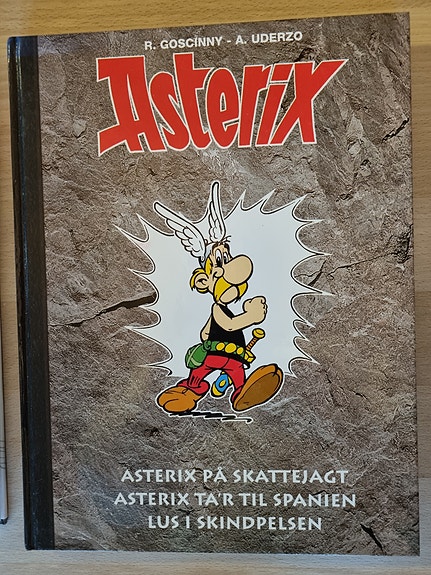 R. GOSCINNY - A. UDERZO
Asterix
ASTERIX PÅ SKATTEJAGT
ASTERIX TA'R TIL SPANIEN
LUS I SKINDPELSEN